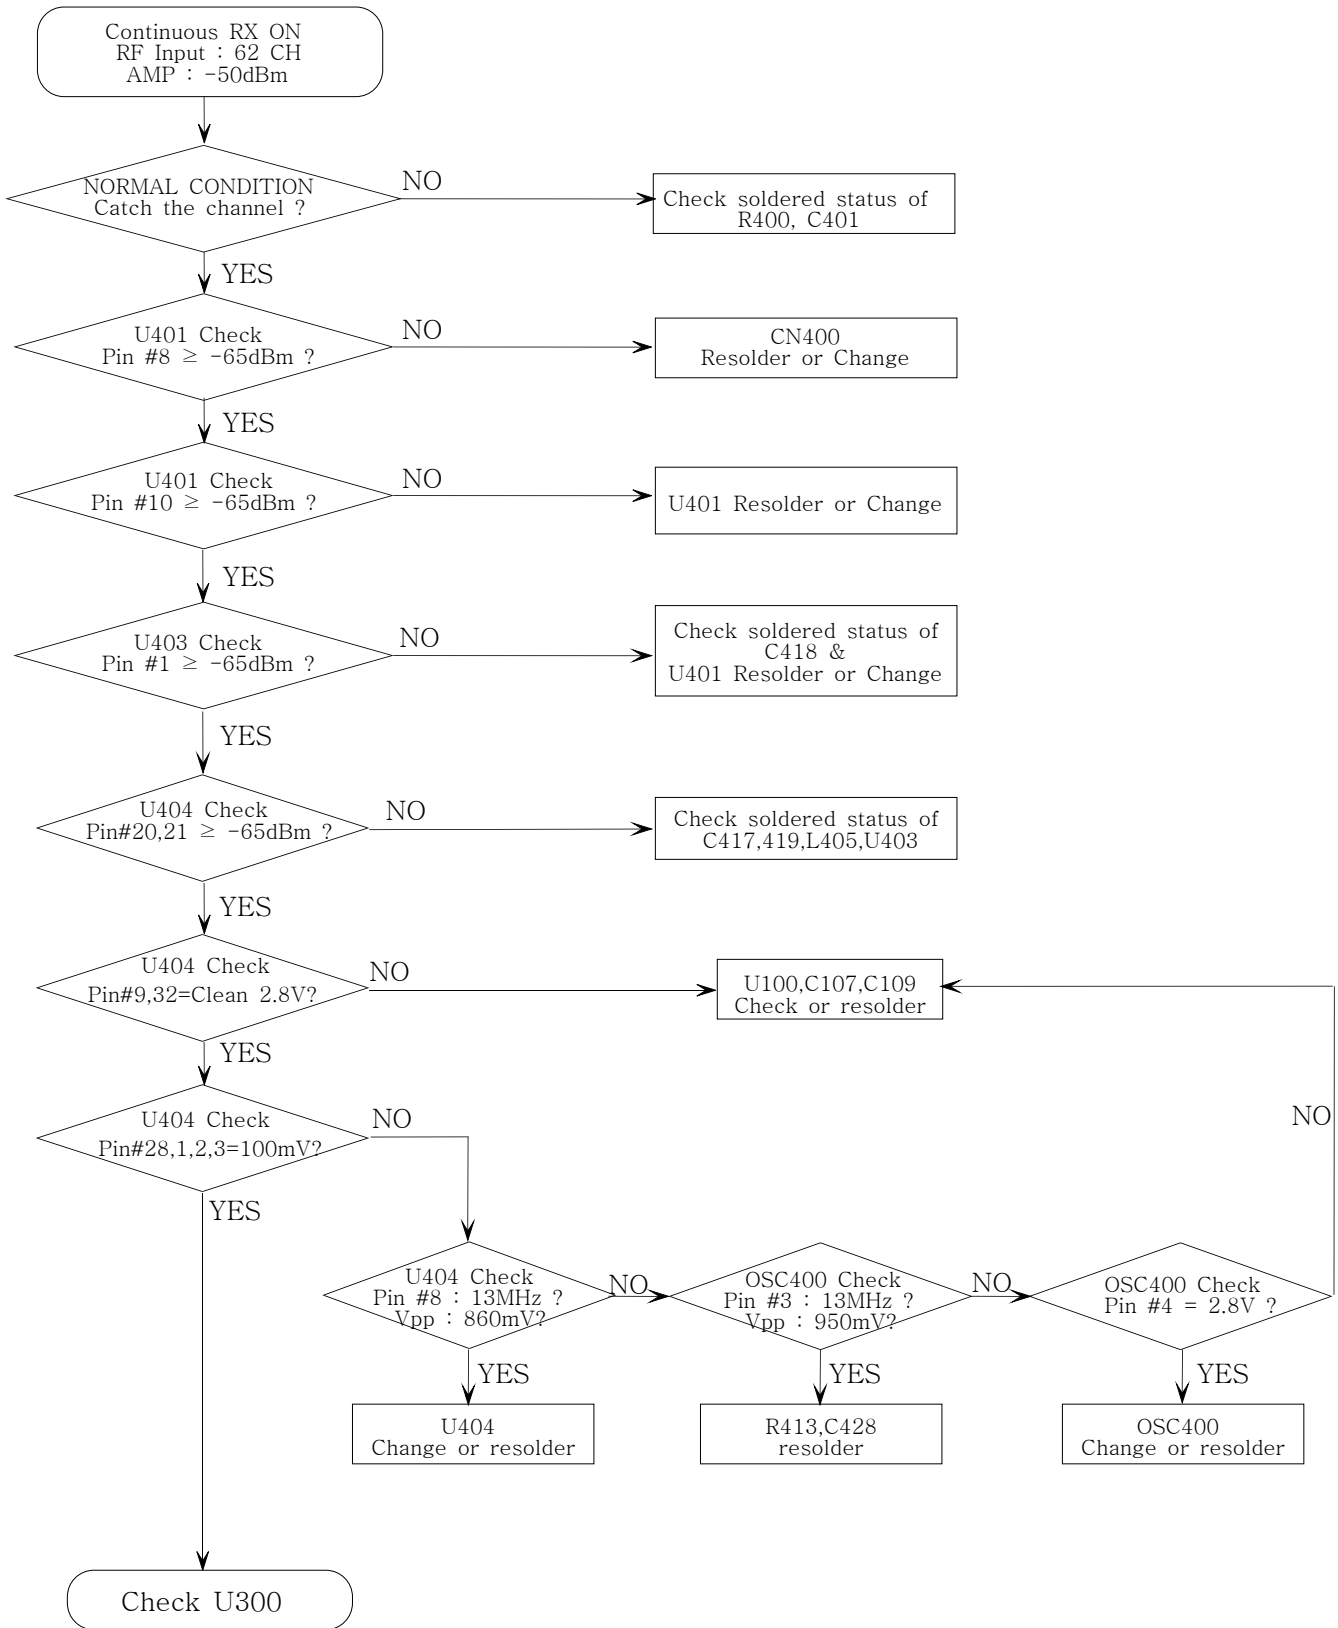 Continuous RX ON
RF Input : 62 CH
AMP : -50dBm
NORMAL CONDITION
Catch the channel ?
NO
Check soldered status of
R400, C401
YES
U401 Check
Pin #8 ≥ -65dBm ?
NO
CN400
Resolder or Change
YES
U401 Check
Pin #10 ≥ -65dBm ?
NO
U401 Resolder or Change
YES
U403 Check
Pin #1 ≥ -65dBm ?
NO
Check soldered status of
C418 &
U401 Resolder or Change
YES
U404 Check
Pin#20,21 ≥ -65dBm ?
NO
Check soldered status of
C417,419,L405,U403
YES
U404 Check
Pin#9,32=Clean 2.8V?
NO
U100,C107,C109
Check or resolder
YES
U404 Check
Pin#28,1,2,3=100mV?
NO
NO
YES
U404 Check
Pin #8 : 13MHz ?
Vpp : 860mV?
NO
OSC400 Check
Pin #3 : 13MHz ?
Vpp : 950mV?
NO
OSC400 Check
Pin #4 = 2.8V ?
YES
YES
YES
U404
Change or resolder
R413,C428
resolder
OSC400
Change or resolder
Check U300